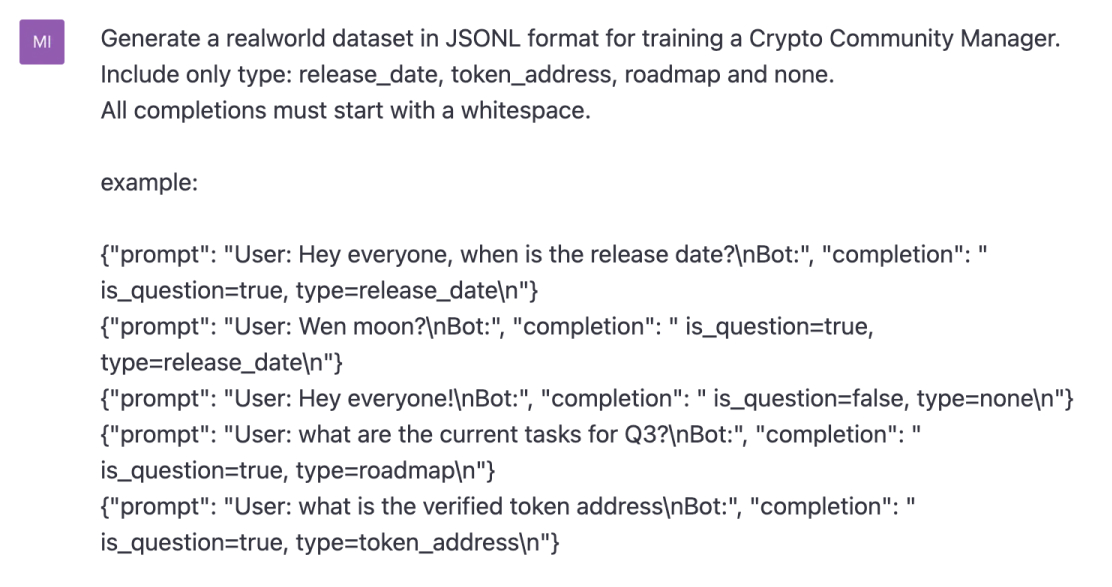 MI
Generate a realworld dataset in JSONL format for training a Crypto Community Manager.
Include only type: release_date, token_address, roadmap and none.
All completions must start with a whitespace.
example:
{"prompt": "User: Hey everyone, when is the release date?\nBot:", "completion": "
is_question=true, type=release_date\n"}
{"prompt": "User: Wen moon?\nBot:", "completion": " is_question=true,
type=release_date\n"}
{"prompt": "User: Hey everyone!\nBot:", "completion": " is_question=false, type=none\n"}
{"prompt": "User: what are the current tasks for Q3?\nBot:", "completion": "
is_question=true, type=roadmap\n"}
{"prompt": "User: what is the verified token address\nBot:", "completion": "
is_question=true, type=token_address\n"}